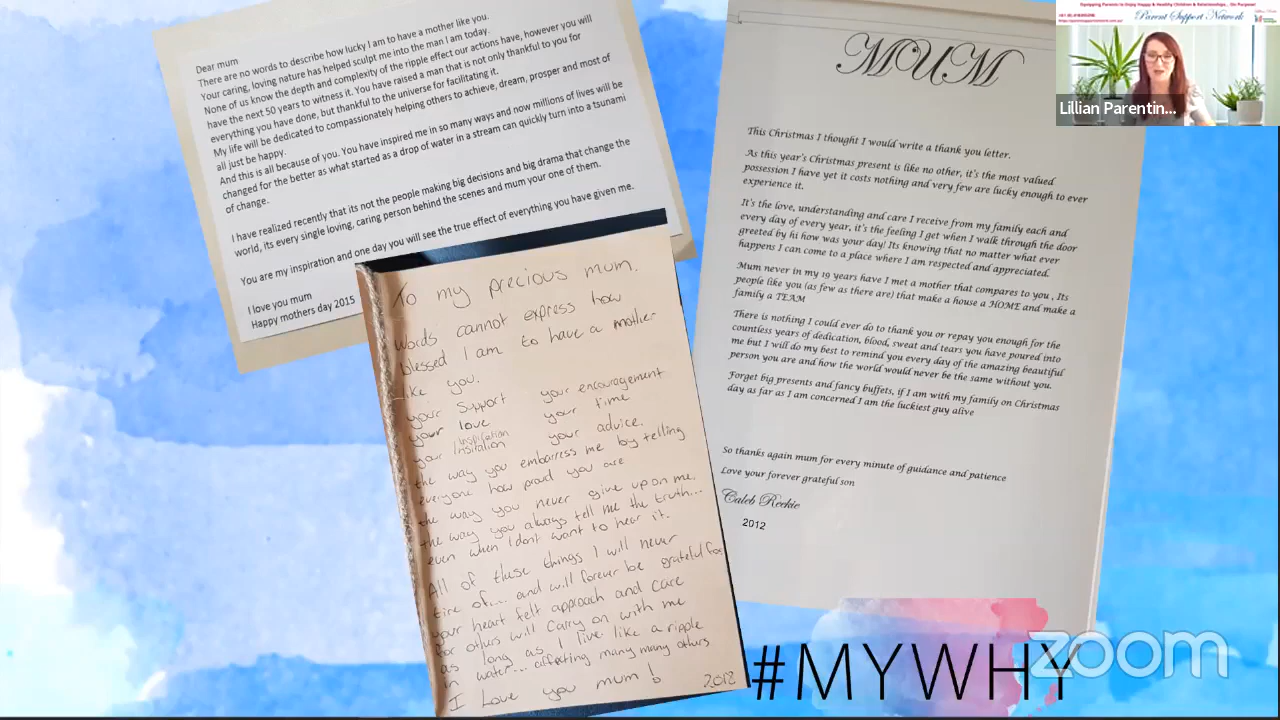 Dear mum
There are no words to describe how lucky I am to have a mother like you.
Your caring, loving nature has helped sculpt me into the man I am today.
None of us know the depth and complexity of the ripple effect your empowered boys will
have the next 50 years to witness it. You have raised a man that is not only thankful to you for
everything you have done, but thankful to the universe for presenting it.
My life will be dedicated to compassionately helping others to achieve, dream, prosper and most of
all just be happy.
And this is all because of you. You have inspired me in so many ways and now millions of lives will be
changed for the better as what started as a drop of water in a stream can quickly turn into a tsunami
of change.
I have realized recently that its not the people making big decisions and big drama that change the
world, its every single loving, caring person behind the scenes and mum your one of them.
You are my inspiration and one day you will see the true effect of everything you have given me.
I love you mum
Happy mothers day 2015
To my precious mum.
words cannot express how
blessed I am to have a mother
like you.
your support your encouragement
your love your time
your inspiration your advice.
the way you embarress me by telling
everyone how proud you are
the way you never give up on me.
the way you always tell me the truth...
even when I dont want to hear it.
All of these things I will never
tire of.... and will forever be grateful for
your heart felt approach and care
for others will carry on with me
as long as I live like a ripple
in water... affecting many many others
I Love you mum
2018
MUM
This Christmas I thought I would write a thank you letter.
As this year's Christmas present is like no other, it's the most valued
possession I have yet it costs nothing and very few are lucky enough to ever
experience it.
It's the love, understanding and care I receive from my family each and
every day of every year, it's the feeling I get when I walk through the door
greeted by hi how was your day! Its knowing that no matter what ever
happens I can come to a place where I am respected and appreciated.
Mum never in my 19 years have I met a mother that compares to you , Its
people like you (as few as there are) that make a house a HOME and make a
family a TEAM
There is nothing I could ever do to thank you or repay you enough for the
countless years of dedication, blood, sweat and tears you have poured into
me but I will do my best to remind you every day of the amazing beautiful
person you are and how the world would never be the same without you.
Forget big presents and fancy buffets, if I am with my family on Christmas
day as far as I am concerned I am the luckiest guy alive
So thanks again mum for every minute of guidance and patience
Love your forever grateful son
Caleb Reekie
2012
#MYWHY
zoom
Equipping Parents to Enjoy Happy & Healthy Children & Relationships... On Purpose!
Parent Support Network
Lillian Parentin...